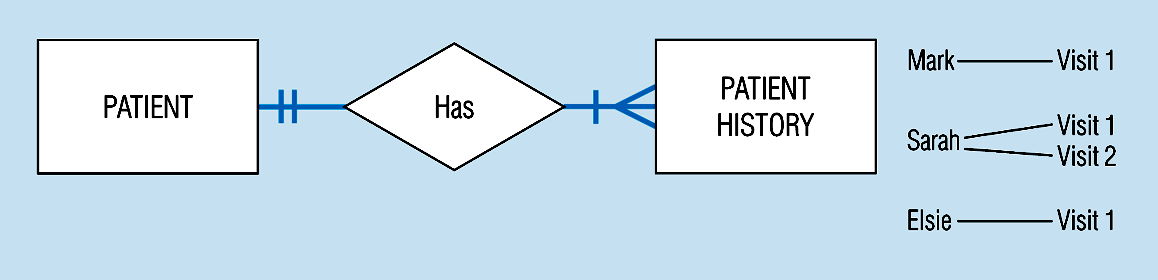 PATIENT
Has
PATIENT
HISTORY
Mark Visit 1
Sarah Visit 1
Visit 2
Elsie Visit 1